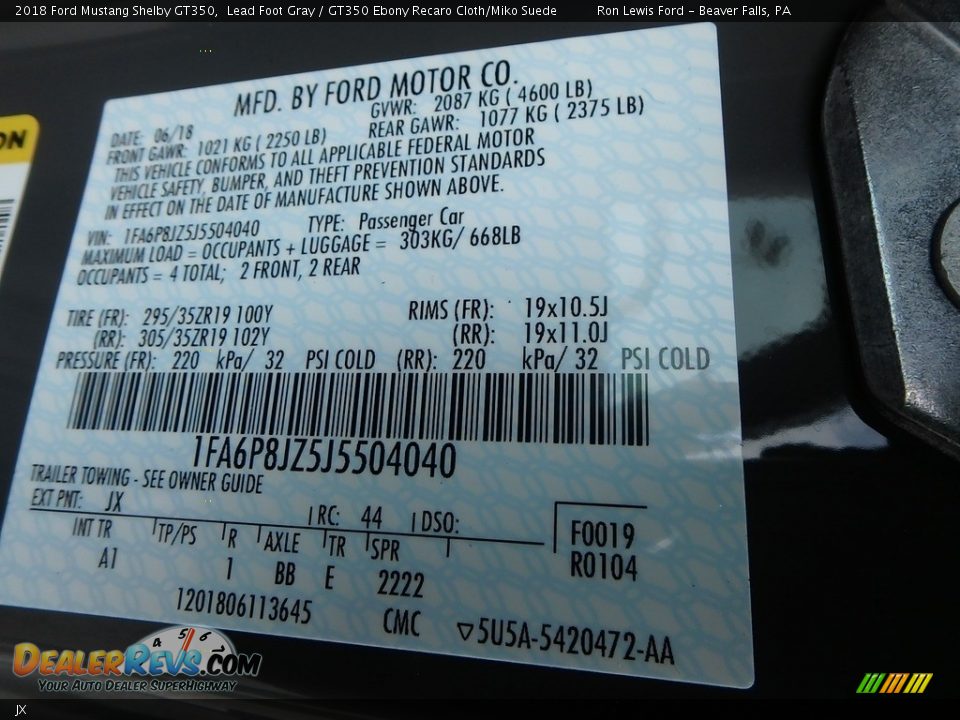 2018 Ford Mustang Shelby GT350, Lead Foot Gray / GT350 Ebony Recaro Cloth/Miko Suede Ron Lewis Ford - Beaver Falls, PA
ON
MFD. BY FORD MOTOR CO.
DATE: 06/18 GVWR: 2087 KG ( 4600 LB)
FRONT GAWR: 1021 KG ( 2250 LB) REAR GAWR: 1077 KG ( 2375 LB)
THIS VEHICLE CONFORMS TO ALL APPLICABLE FEDERAL MOTOR
VEHICLE SAFETY, BUMPER, AND THEFT PREVENTION STANDARDS
IN EFFECT ON THE DATE OF MANUFACTURE SHOWN ABOVE.
VIN: 1FA6P8JZ5J5504040 TYPE: Passenger Car
MAXIMUM LOAD = OCCUPANTS + LUGGAGE = 303KG/ 668LB
OCCUPANTS = 4 TOTAL; 2 FRONT, 2 REAR
TIRE (FR): 295/35ZR19 100Y RIMS (FR): 19x10.5J
(RR): 305/35ZR19 102Y (RR): 19x11.0J
PRESSURE (FR): 220 kPa/ 32 PSI COLD (RR): 220 kPa/ 32 PSI COLD
1FA6P8JZ5J5504040
TRAILER TOWING - SEE OWNER GUIDE
EXT PNT: JX RC: 44 DSO:
INT TR TP/PS R AXLE TR SPR F0019
A1 1 BB E 2222 R0104
1201806113645 CMC ▽5U5A-5420472-AA
4 5 6
DEALERREVS.COM
YOUR AUTO DEALER SUPERHIGHWAY
JX